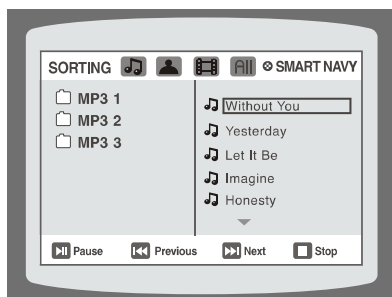 SORTING All SMART NAVY
MP3 1
MP3 2
MP3 3
Without You
Yesterday
Let It Be
Imagine
Honesty
Pause Previous Next Stop